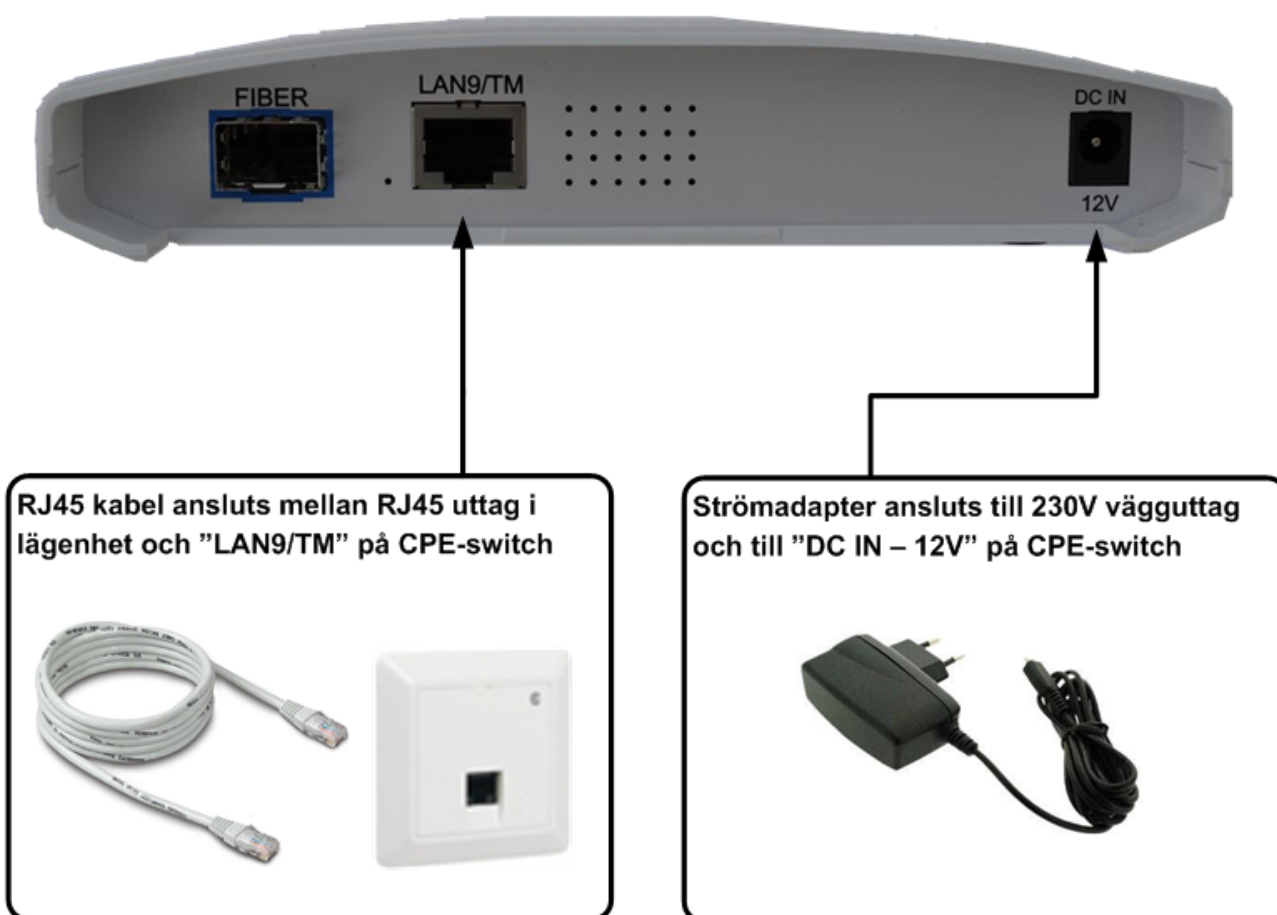 FIBER
LAN9/TM
DC IN
12V
RJ45 kabel ansluts mellan RJ45 uttag i
lägenhet och ”LAN9/TM” på CPE-switch
Strömadapter ansluts till 230V vägguttag
och till ”DC IN – 12V” på CPE-switch